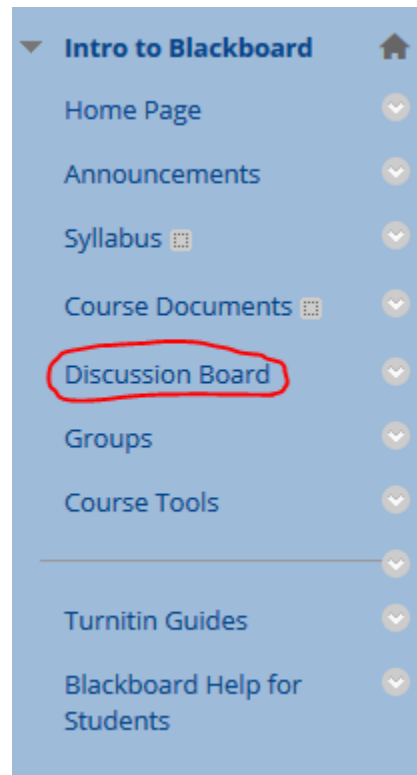 Intro to Blackboard
Home Page
Announcements
Syllabus
Course Documents
Discussion Board
Groups
Course Tools
Turnitin Guides
Blackboard Help for
Students